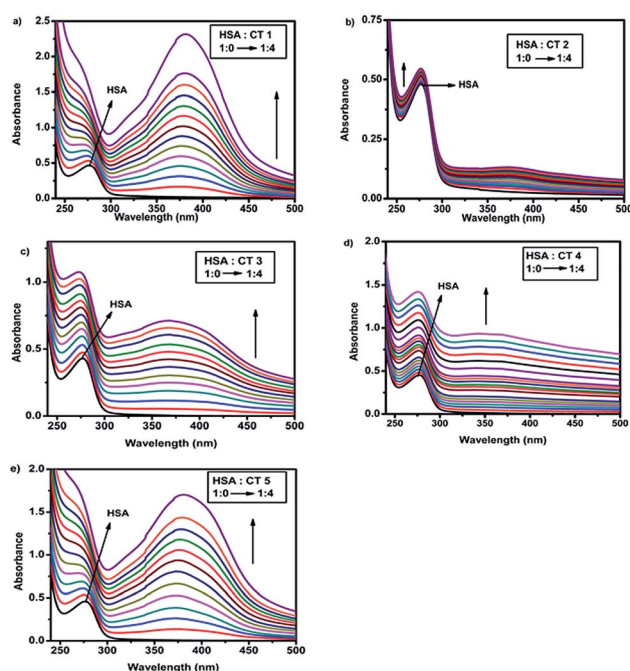 a)
HSA : CT 1
1:0 → 1:4
HSA
Absorbance
2.5
2.0
1.5
1.0
0.5
0.0
250 300 350 400 450 500
Wavelength (nm)
b)
HSA : CT 2
1:0 → 1:4
HSA
Absorbance
0.75
0.50
0.25
0.00
250 300 350 400 450 500
Wavelength (nm)
c)
HSA : CT 3
1:0 → 1:4
HSA
Absorbance
1.0
0.5
0.0
250 300 350 400 450 500
Wavelength (nm)
d)
HSA : CT 4
1:0 → 1:4
HSA
Absorbance
2.0
1.5
1.0
0.5
0.0
250 300 350 400 450 500
Wavelength (nm)
e)
HSA : CT 5
1:0 → 1:4
HSA
Absorbance
2.0
1.5
1.0
0.5
0.0
250 300 350 400 450 500
Wavelength (nm)